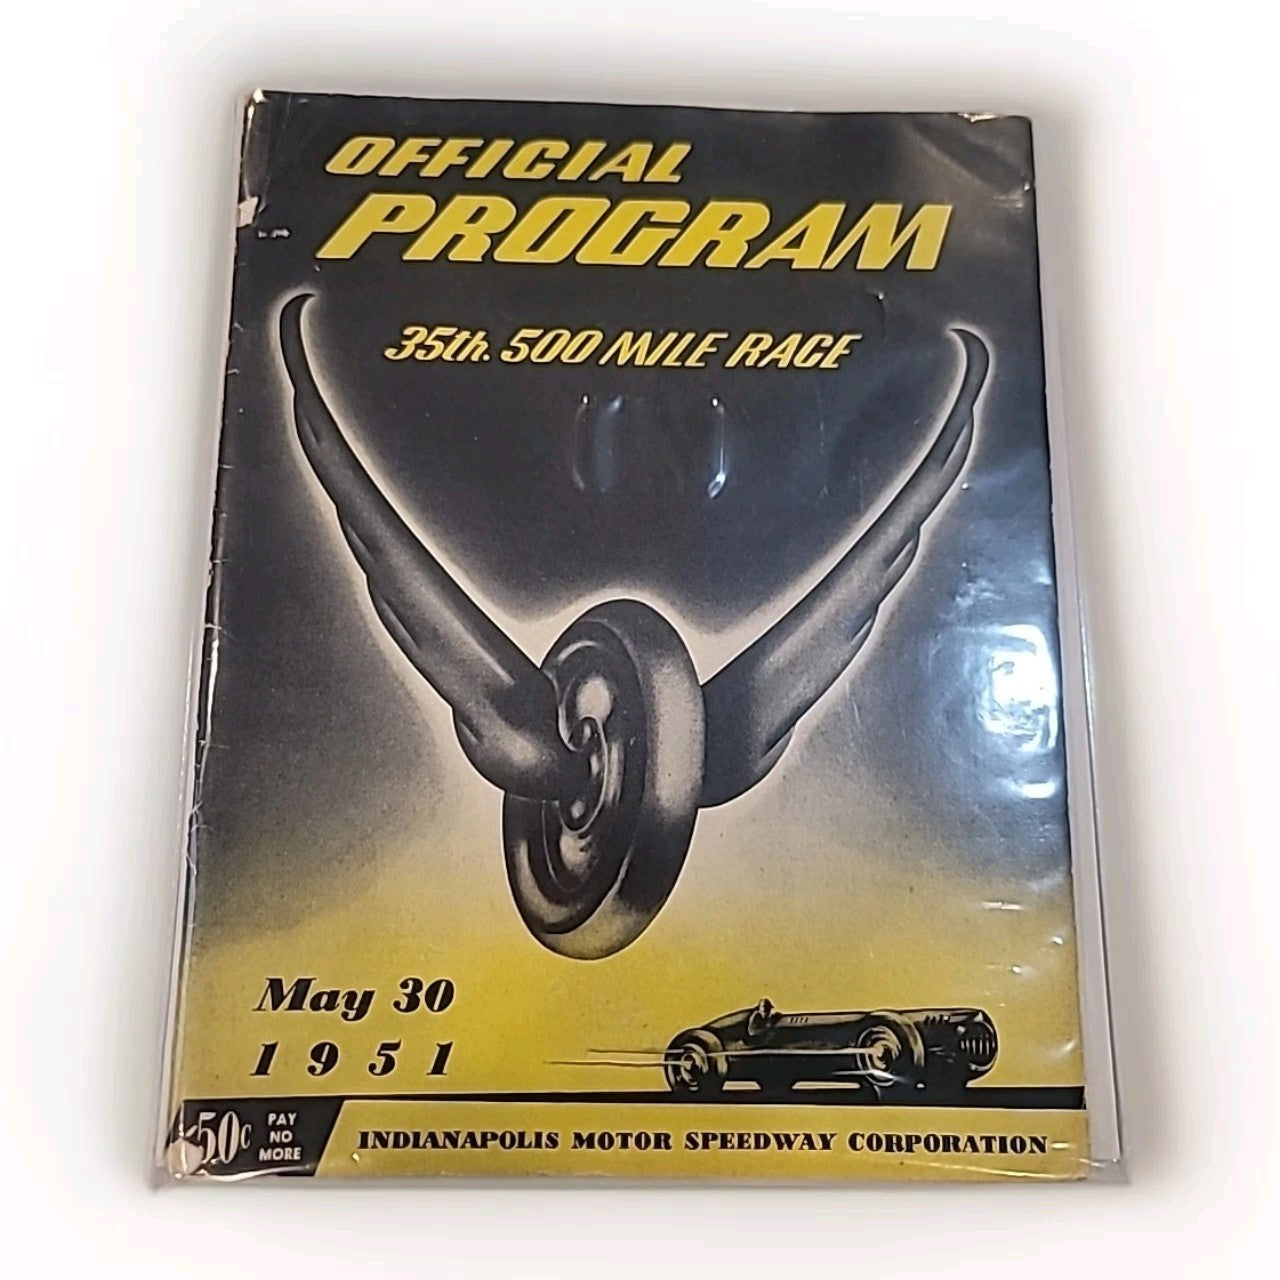 OFFICIAL
PROGRAM
35th. 500 MILE RACE
May 30
1951
50c
PAY
NO
MORE
INDIANAPOLIS MOTOR SPEEDWAY CORPORATION